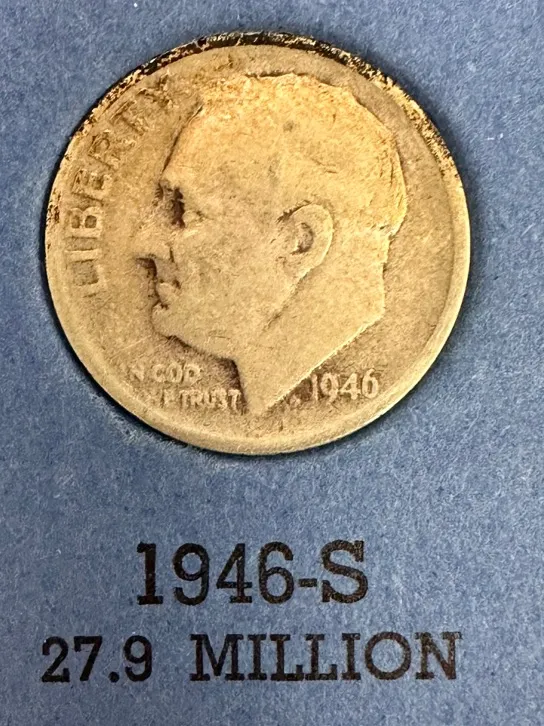 LIBERTY
IN GOD
WE TRUST
1946
1946-S
27.9 MILLION